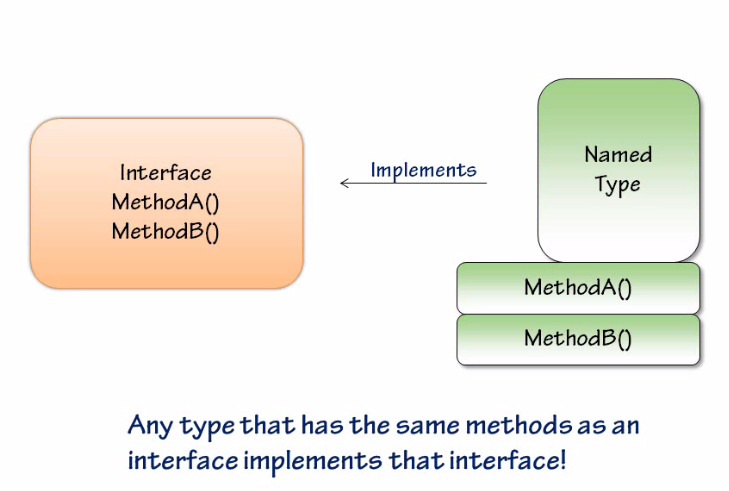 Interface
MethodA()
MethodB()
Implements
Named
Type
MethodA()
MethodB()
Any type that has the same methods as an
interface implements that interface!